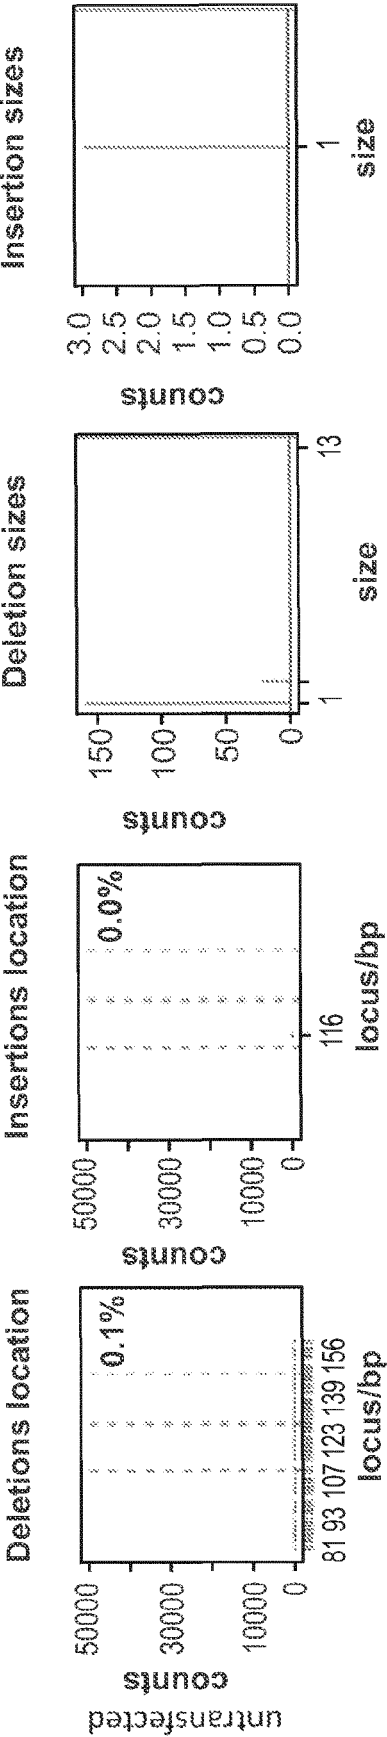 untransfected
Deletions location
counts
50000
30000
10000
0
0.1%
81 93 107 123 139 156
locus/bp
Insertions location
counts
50000
30000
10000
0
0.0%
116
locus/bp
Deletion sizes
counts
150
100
50
0
1
13
size
Insertion sizes
counts
3.0
2.5
2.0
1.5
1.0
0.5
0.0
1
size